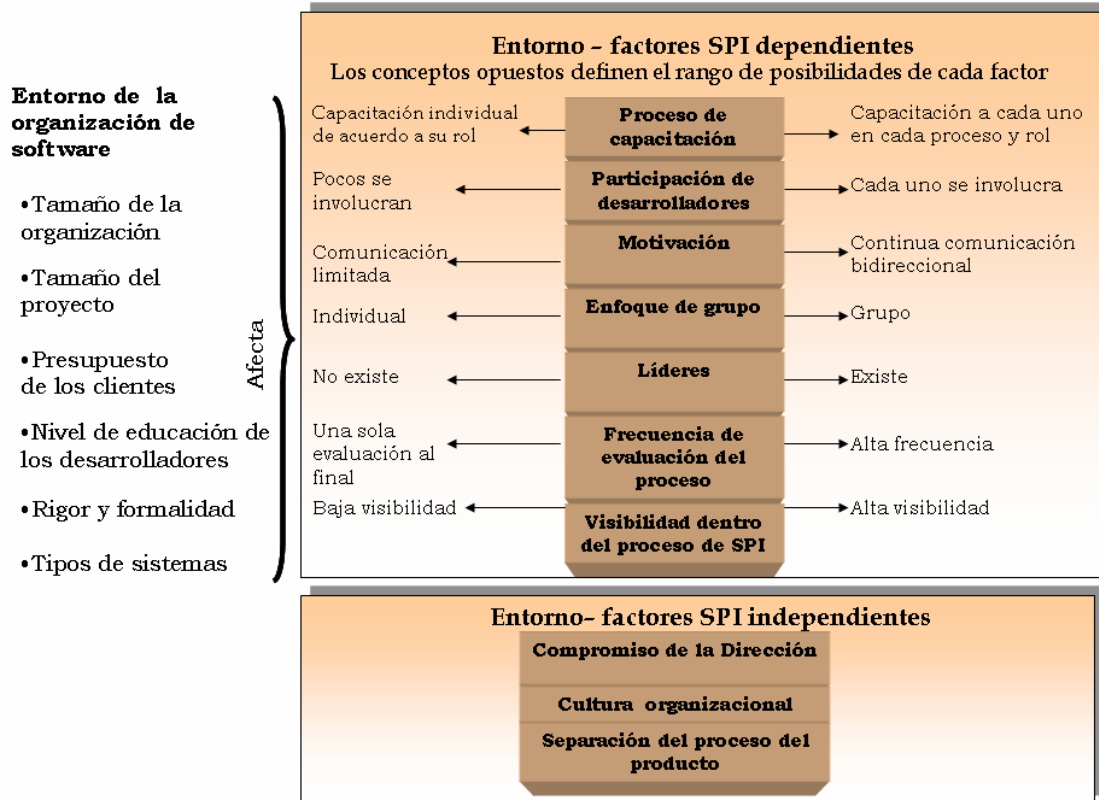 Entorno de la
organización de
software
•Tamaño de la
organización
•Tamaño del
proyecto
•Presupuesto
de los clientes
•Nivel de educación de
los desarrolladores
•Rigor y formalidad
•Tipos de sistemas
Afecta
Entorno – factores SPI dependientes
Los conceptos opuestos definen el rango de posibilidades de cada factor
Capacitación individual
de acuerdo a su rol
Proceso de
capacitación
Capacitación a cada uno
en cada proceso y rol
Pocos se
involucran
Participación de
desarrolladores
Cada uno se involucra
Comunicación
limitada
Motivación
Continua comunicación
bidireccional
Individual
Enfoque de grupo
Grupo
No existe
Líderes
Existe
Una sola
evaluación al
final
Frecuencia de
evaluación del
proceso
Alta frecuencia
Baja visibilidad
Visibilidad dentro
del proceso de SPI
Alta visibilidad
Entorno– factores SPI independientes
Compromiso de la Dirección
Cultura organizacional
Separación del proceso del
producto